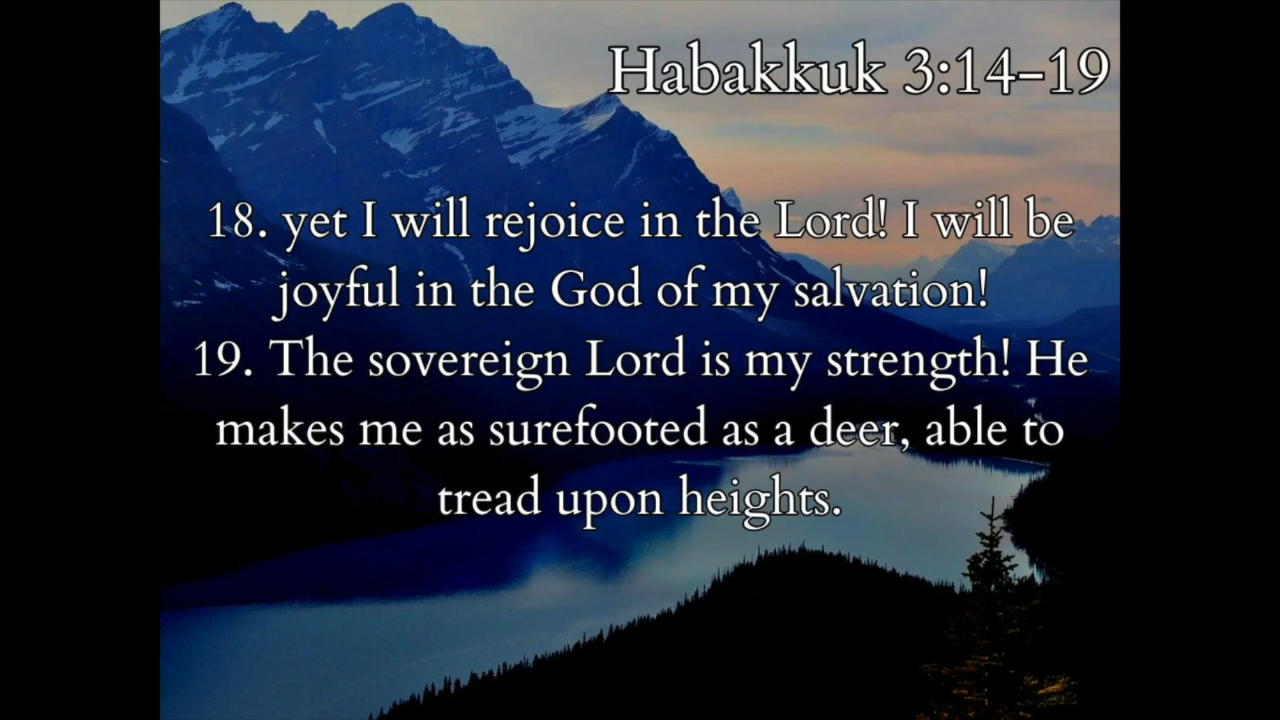 Habakkuk 3:14-19
18. yet I will rejoice in the Lord! I will be
joyful in the God of my salvation!
19. The sovereign Lord is my strength! He
makes me as surefooted as a deer, able to
tread upon heights.